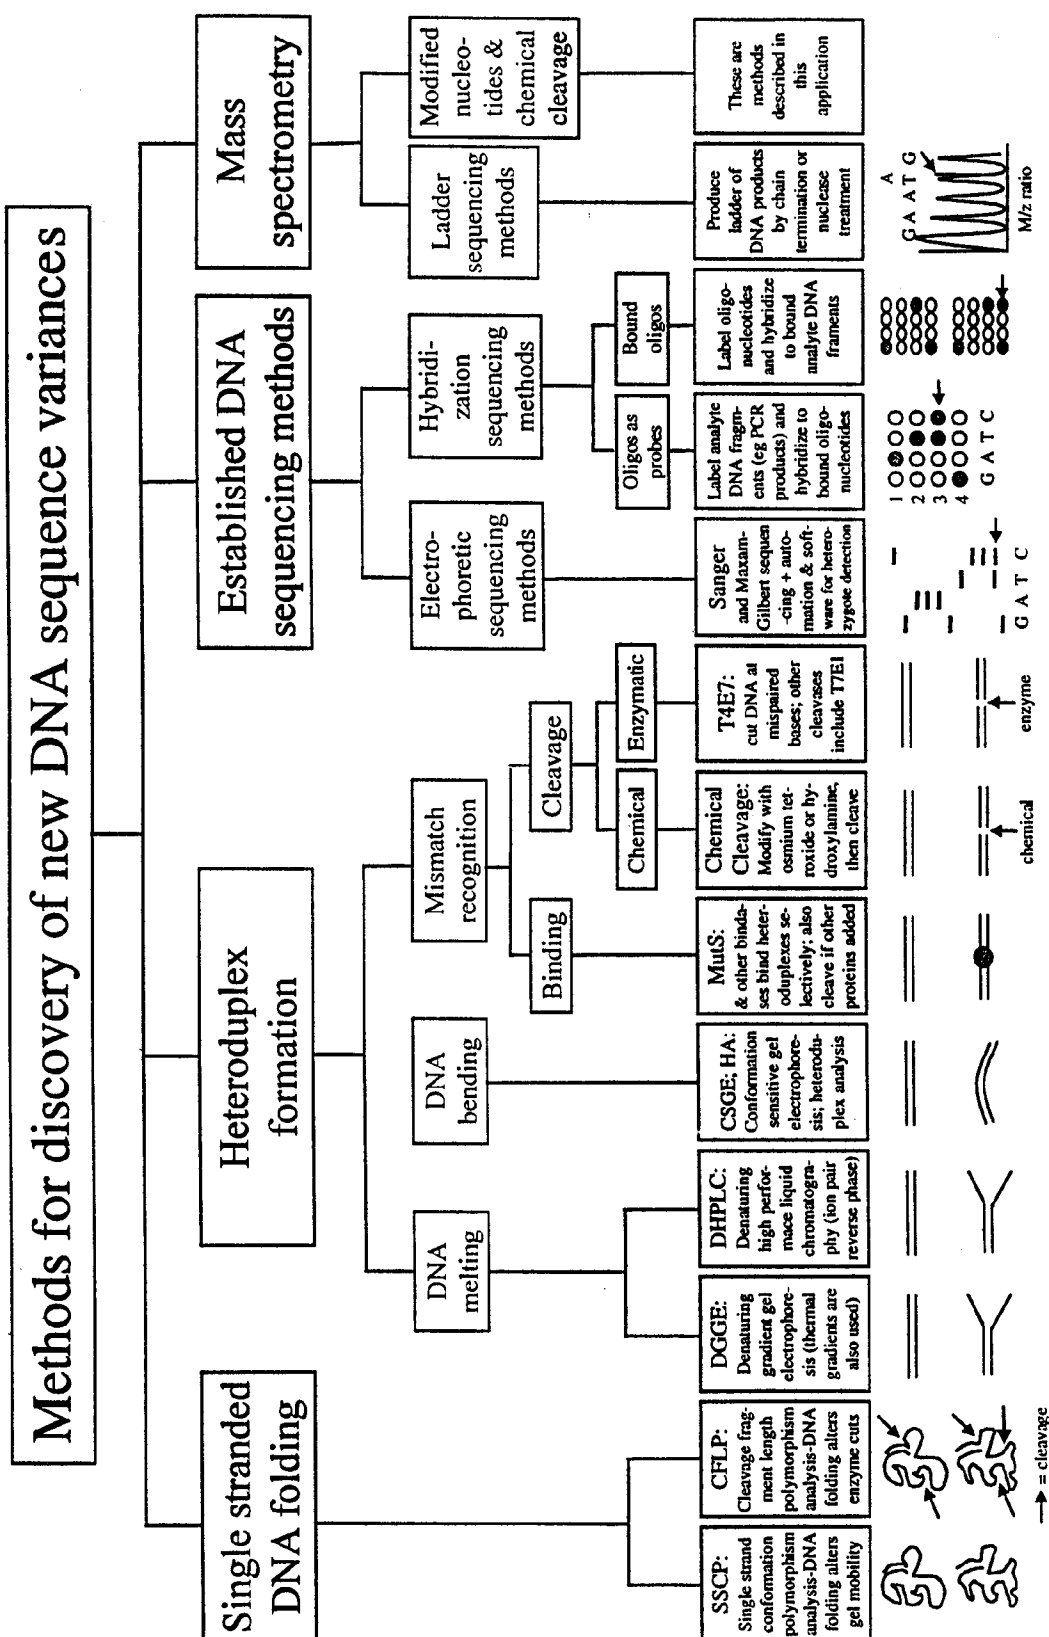 Methods for discovery of new DNA sequence variances
Single stranded
DNA folding
Heteroduplex
formation
Established DNA
sequencing methods
Mass
spectrometry
DNA
melting
DNA
bending
Mismatch
recognition
Electro-
phoretic
sequencing
methods
Hybridi-
zation
sequencing
methods
Ladder
sequencing
methods
Modified
nucleo-
tides &
chemical
cleavage
Binding
Cleavage
Chemical
Enzymatic
Oligos as
probes
Bound
oligos
SSCP:
Single strand
conformation
polymorphism
analysis-DNA
folding alters
gel mobility
CFLP:
Cleavage frag-
ment length
polymorphism
analysis-DNA
folding alters
enzyme cuts
DGGE:
Denaturing
gradient gel
electrophore-
sis (thermal
gradients are
also used)
DHPLC:
Denaturing
high perfor-
mace liquid
chromatogra-
phy (ion pair
reverse phase)
CSGE; HA:
Conformation
sensitive gel
electrophore-
sis; heterodu-
plex analysis
MutS:
& other binda-
ses bind heter-
oduplexes se-
lectively; also
cleave if other
proteins added
Chemical
Cleavage:
Modify with
osmium tet-
roxide or hy-
droxylamine,
then cleave
T4E7:
cut DNA at
mispaired
bases; other
cleavases
include T7E1
Sanger
and Maxam-
Gilbert sequen
-cing + auto-
mation & soft-
ware for hetero-
zygote detection
Label analyte
DNA fragm-
ents (eg PCR
products) and
hybridize to
bound oligo-
nucleotides
Label oligo-
nucleotides
and hybridize
to bound
analyte DNA
framents
Produce
ladder of
DNA products
by chain
termination or
nuclease
treatment
These are
methods
described in
this
application
= cleavage
chemical
enzyme
G A T C
1
2
3
4
G A T C
A
G A A T G
M/z ratio